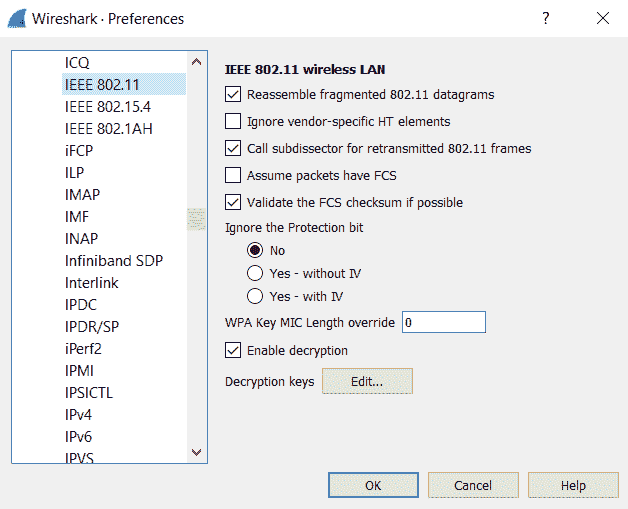 Wireshark · Preferences
?
ICQ
IEEE 802.11
IEEE 802.15.4
IEEE 802.1AH
iFCP
ILP
IMAP
IMF
INAP
Infiniband SDP
Interlink
IPDC
IPDR/SP
iPerf2
IPMI
IPSICTL
IPv4
IPv6
IPVS
IEEE 802.11 wireless LAN
Reassemble fragmented 802.11 datagrams
Ignore vendor-specific HT elements
Call subdissector for retransmitted 802.11 frames
Assume packets have FCS
Validate the FCS checksum if possible
Ignore the Protection bit
No
Yes - without IV
Yes - with IV
WPA Key MIC Length override 0
Enable decryption
Decryption keys Edit...
OK Cancel Help